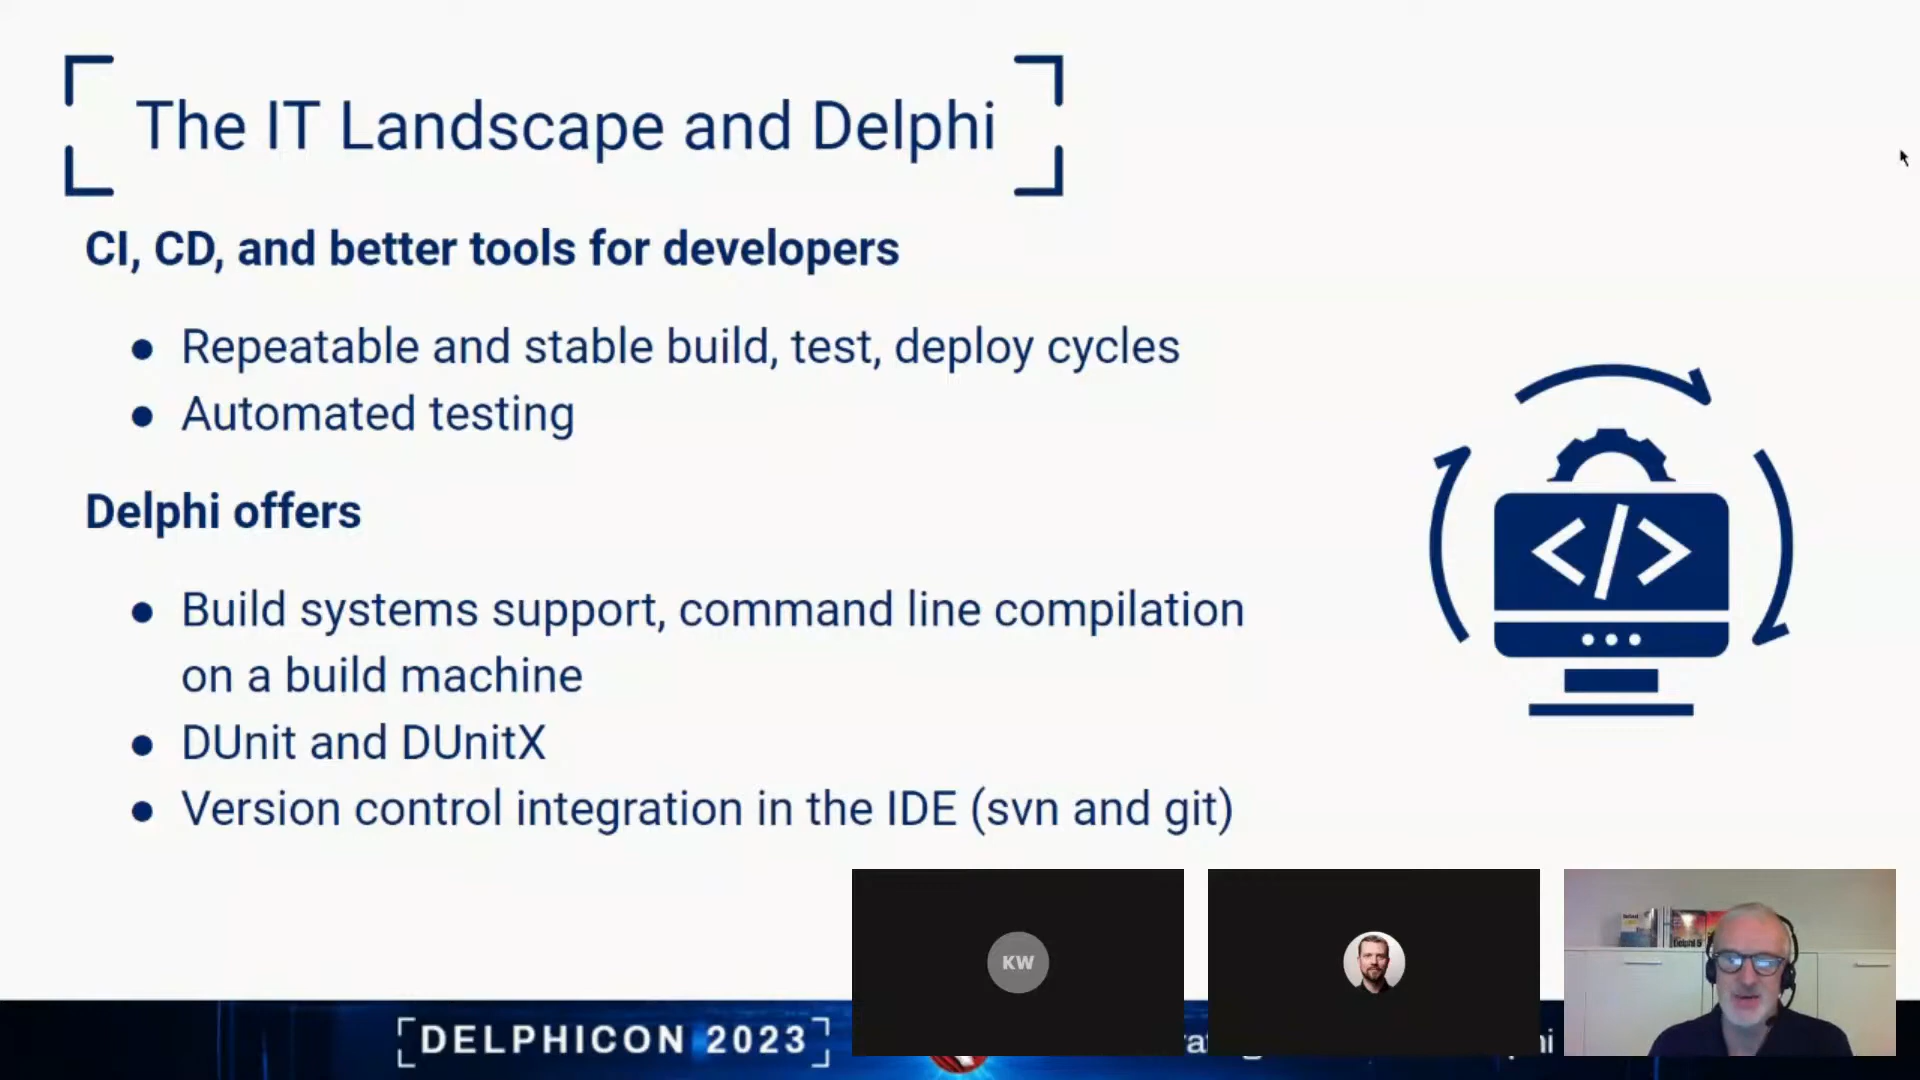 The IT Landscape and Delphi
CI, CD, and better tools for developers
● Repeatable and stable build, test, deploy cycles
● Automated testing
Delphi offers
● Build systems support, command line compilation
on a build machine
● DUnit and DUnitX
● Version control integration in the IDE (svn and git)
</>
KW
Delphi 5
DELPHICON 2023